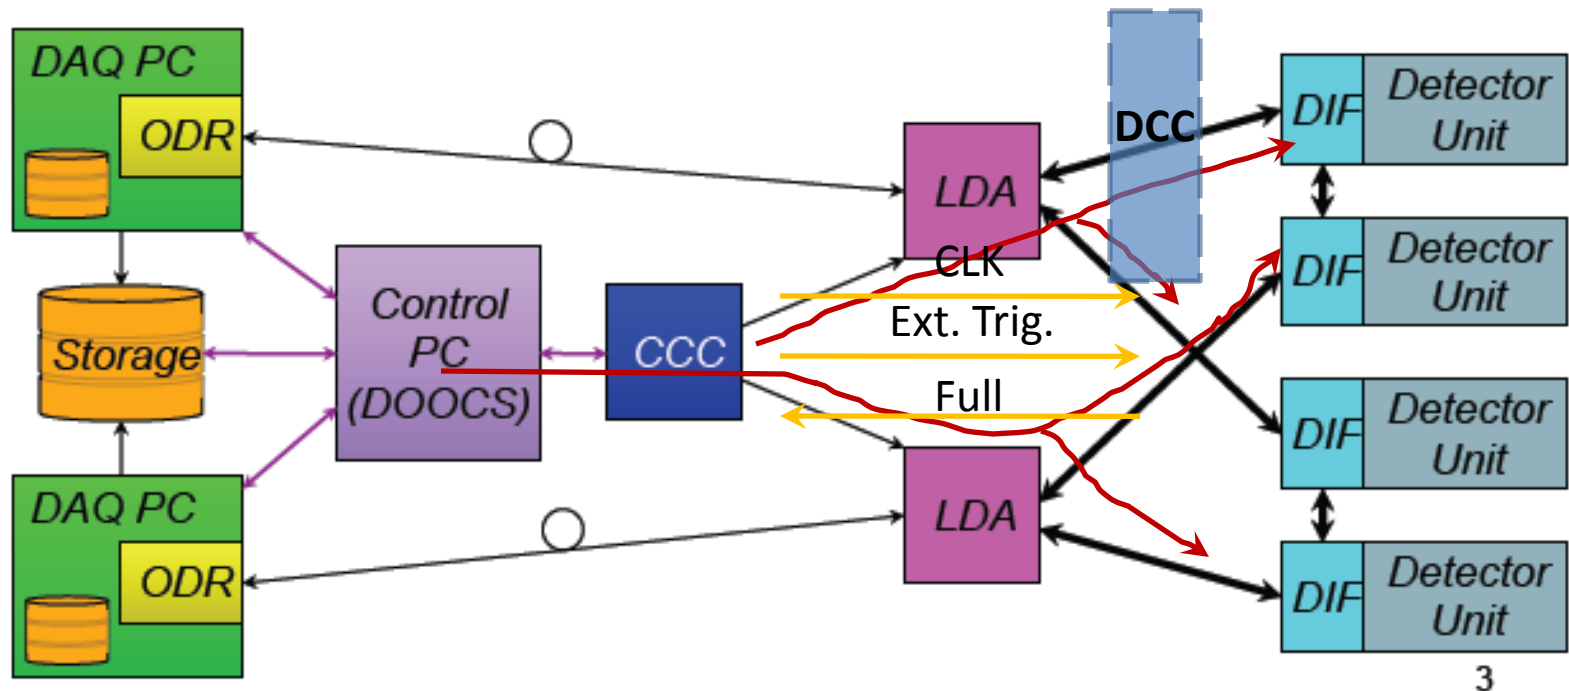 DAQ PC
ODR
Storage
DAQ PC
ODR
Control
PC
(DOOCS)
CCC
LDA
CLK
Ext. Trig.
Full
LDA
DCC
DIF
Detector
Unit
DIF
Detector
Unit
DIF
Detector
Unit
DIF
Detector
Unit
3